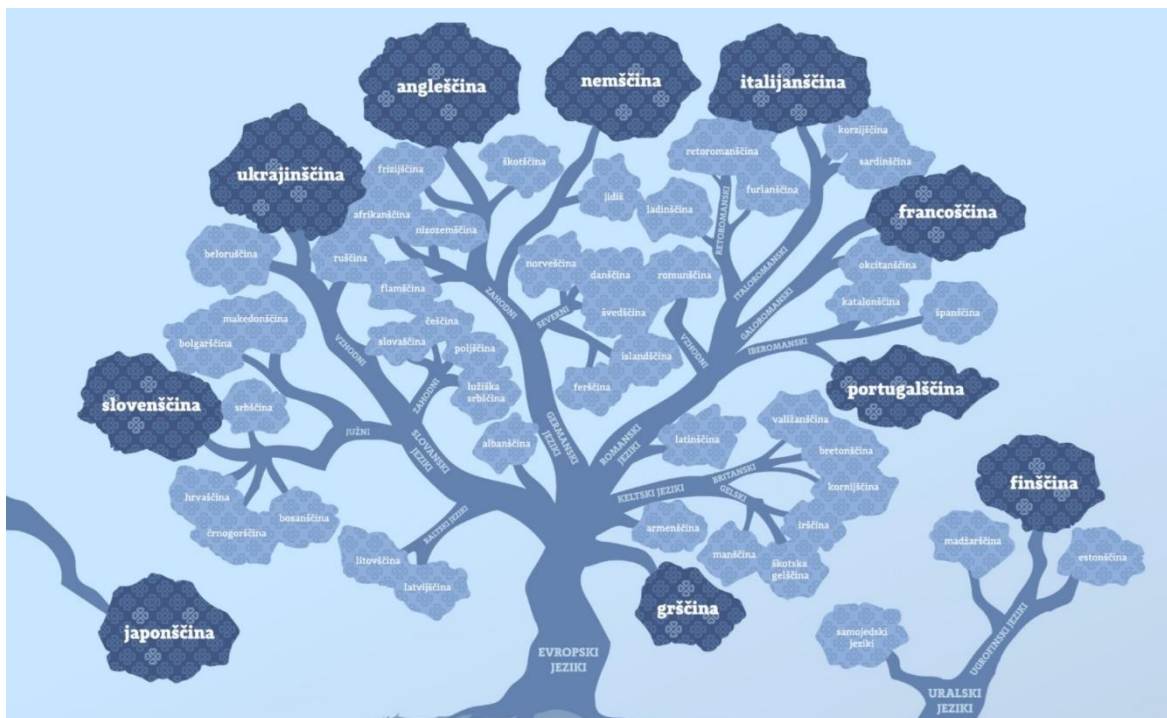 angleščina
nemščina
italijanščina
ukrajinščina
frizijščina
škotščina
retoromanščina
korzijščina
sardinščina
jidiš
ladinščina
furlanščina
francoščina
afrikanščina
nizozemščina
beloruščina
ruščina
flamščina
norveščina
danščina
romunščina
okcitanščina
katalonščina
španščina
makedonščina
bolgarščina
češčina
slovaščina
poljščina
švedščina
islandščina
ferščina
lužiška
srbščina
slovenščina
srbščina
albanščina
portugalščina
latinščina
valižanščina
bretonščina
kornijščina
irščina
hrvaščina
črnogorščina
bosanščina
litovščina
latvijščina
armenščina
manščina
škotska
gelščina
grščina
japonščina
finščina
madžarščina
estonščina
samojedski
jeziki
VZHODNI
ZAHODNI
JUŽNI
SLOVANSKI
JEZIKI
BALTSKI JEZIKI
ZAHODNI
SEVERNI
GERMANSKI
JEZIKI
RETOROMANSKI
ITALOROMANSKI
GALOROMANSKI
IBEROMANSKI
VZHODNI
ROMANSKI
JEZIKI
KELTSKI JEZIKI
BRITANSKI
GELSKI
EVROPSKI
JEZIKI
UGROFINSKI JEZIKI
URALSKI
JEZIKI